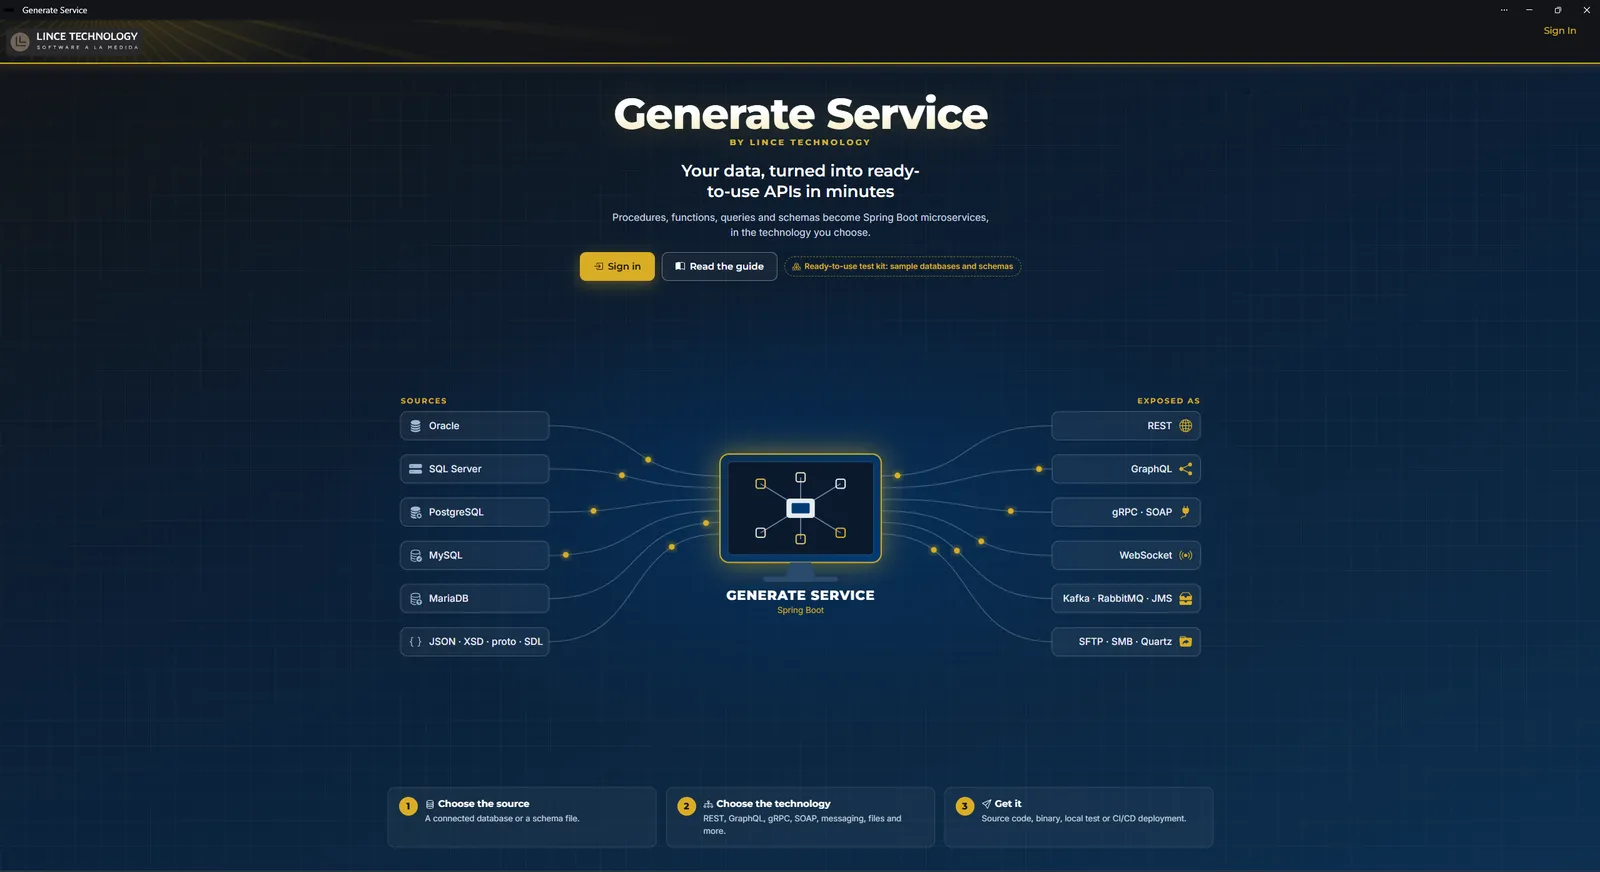 Generate Service
LINCE TECHNOLOGY
SOFTWARE A LA MEDIDA
Sign In
Generate Service
BY LINCE TECHNOLOGY
Your data, turned into ready-
to-use APIs in minutes
Procedures, functions, queries and schemas become Spring Boot microservices,
in the technology you choose.
Sign in
Read the guide
Ready-to-use test kit: sample databases and schemas
SOURCES
Oracle
SQL Server
PostgreSQL
MySQL
MariaDB
{ } JSON · XSD · proto · SDL
GENERATE SERVICE
Spring Boot
EXPOSED AS
REST
GraphQL
gRPC · SOAP
WebSocket
Kafka · RabbitMQ · JMS
SFTP · SMB · Quartz
1
Choose the source
A connected database or a schema file.
2
Choose the technology
REST, GraphQL, gRPC, SOAP, messaging, files and
more.
3
Get it
Source code, binary, local test or CI/CD deployment.